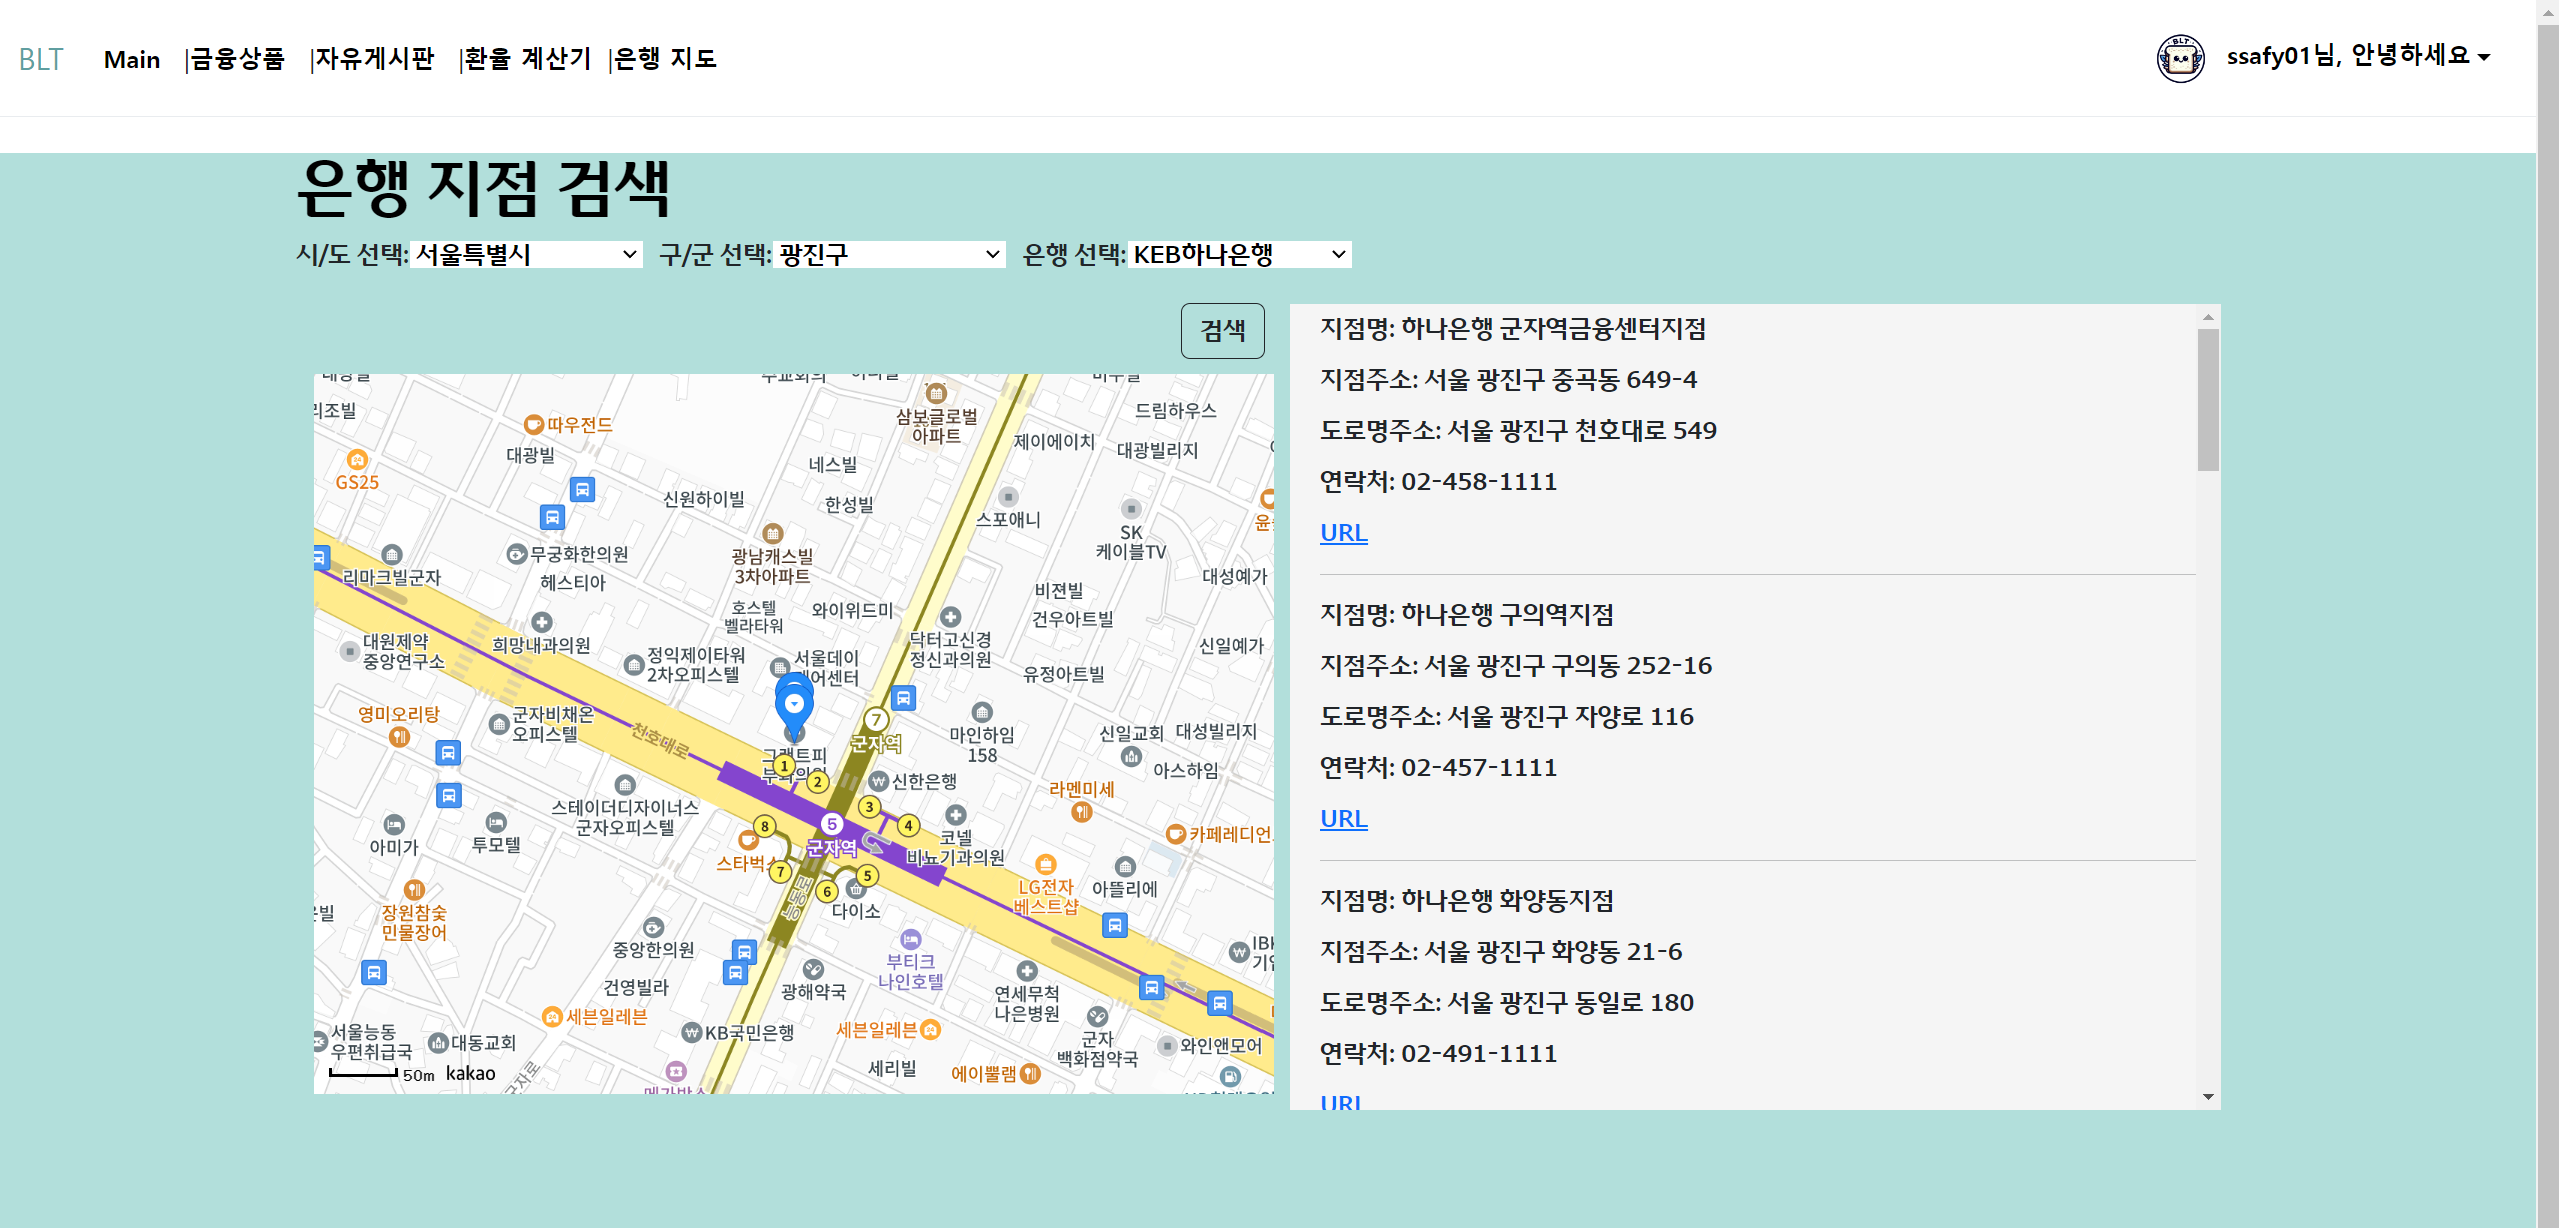 BLT Main |금융상품 |자유게시판 |환율 계산기 |은행 지도
ssafy01님, 안녕하세요
은행 지점 검색
시/도 선택: 서울특별시 구/군 선택: 광진구 은행 선택: KEB하나은행
검색
지점명: 하나은행 군자역금융센터지점
지점주소: 서울 광진구 중곡동 649-4
도로명주소: 서울 광진구 천호대로 549
연락처: 02-458-1111
URL
지점명: 하나은행 구의역지점
지점주소: 서울 광진구 구의동 252-16
도로명주소: 서울 광진구 자양로 116
연락처: 02-457-1111
URL
지점명: 하나은행 화양동지점
지점주소: 서울 광진구 화양동 21-6
도로명주소: 서울 광진구 동일로 180
연락처: 02-491-1111
URL
리조빌
따우전드
대광빌
GS25
삼보글로벌
아파트
드림하우스
제이에이치
대광빌리지
네스빌
신원하이빌
한성빌
스포애니
SK
케이블TV
광남캐스빌
3차아파트
무궁화한의원
헤스티아
리마크빌군자
대성예가
비젼빌
건우아트빌
호스텔
벨라타워
와이위드미
닥터고신경
정신과의원
신일예가
유정아트빌
대원제약
중앙연구소
희망내과의원
정익제이타워
2차오피스텔
서울데이
케어센터
영미오리탕
군자비채온
오피스텔
천호대로
7
군자역
마인하임
158
신일교회
대성빌리지
아스하임
1
2
신한은행
3
4
5
군자역
코넬
비뇨기과의원
라멘미세
스테이더디자이너스
군자오피스텔
아미가
투모텔
8
스타벅스
7
6
5
다이소
능동로
LG전자
베스트샵
아뜰리에
장원참숯
민물장어
중앙한의원
건영빌라
광해약국
부티크
나인호텔
연세무척
나은병원
군자
백화점약국
와인앤모어
세븐일레븐
KB국민은행
세븐일레븐
세리빌
에이뿔램
서울능동
우편취급국
대동교회
군자로
50m
kakao